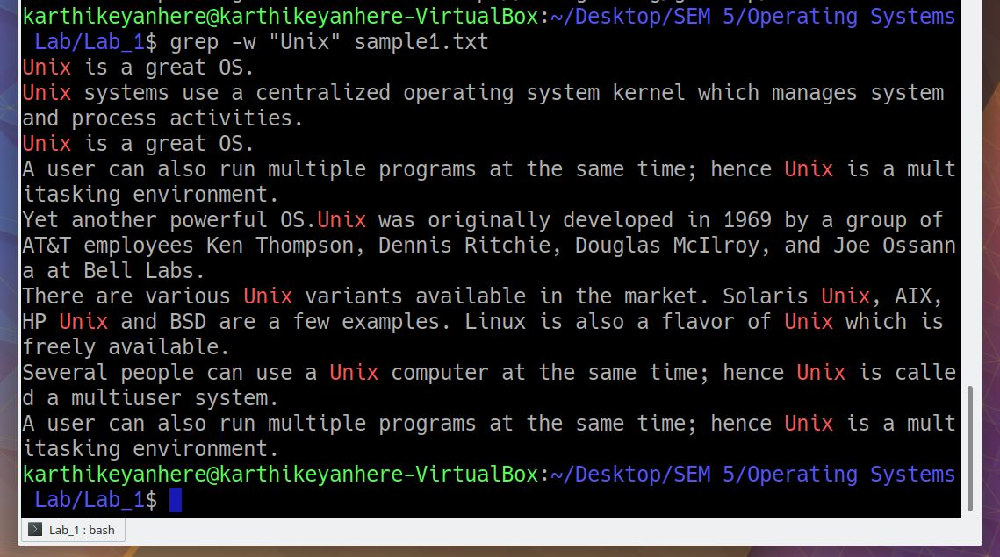 karthikeyanhere@karthikeyanhere-VirtualBox:~/Desktop/SEM 5/Operating Systems
 Lab/Lab_1$ grep -w "Unix" sample1.txt
Unix is a great OS.
Unix systems use a centralized operating system kernel which manages system
and process activities.
Unix is a great OS.
A user can also run multiple programs at the same time; hence Unix is a mult
itasking environment.
Yet another powerful OS.Unix was originally developed in 1969 by a group of
AT&T employees Ken Thompson, Dennis Ritchie, Douglas McIlroy, and Joe Ossann
a at Bell Labs.
There are various Unix variants available in the market. Solaris Unix, AIX,
HP Unix and BSD are a few examples. Linux is also a flavor of Unix which is
freely available.
Several people can use a Unix computer at the same time; hence Unix is calle
d a multiuser system.
A user can also run multiple programs at the same time; hence Unix is a mult
itasking environment.
karthikeyanhere@karthikeyanhere-VirtualBox:~/Desktop/SEM 5/Operating Systems
 Lab/Lab_1$
Lab_1 : bash